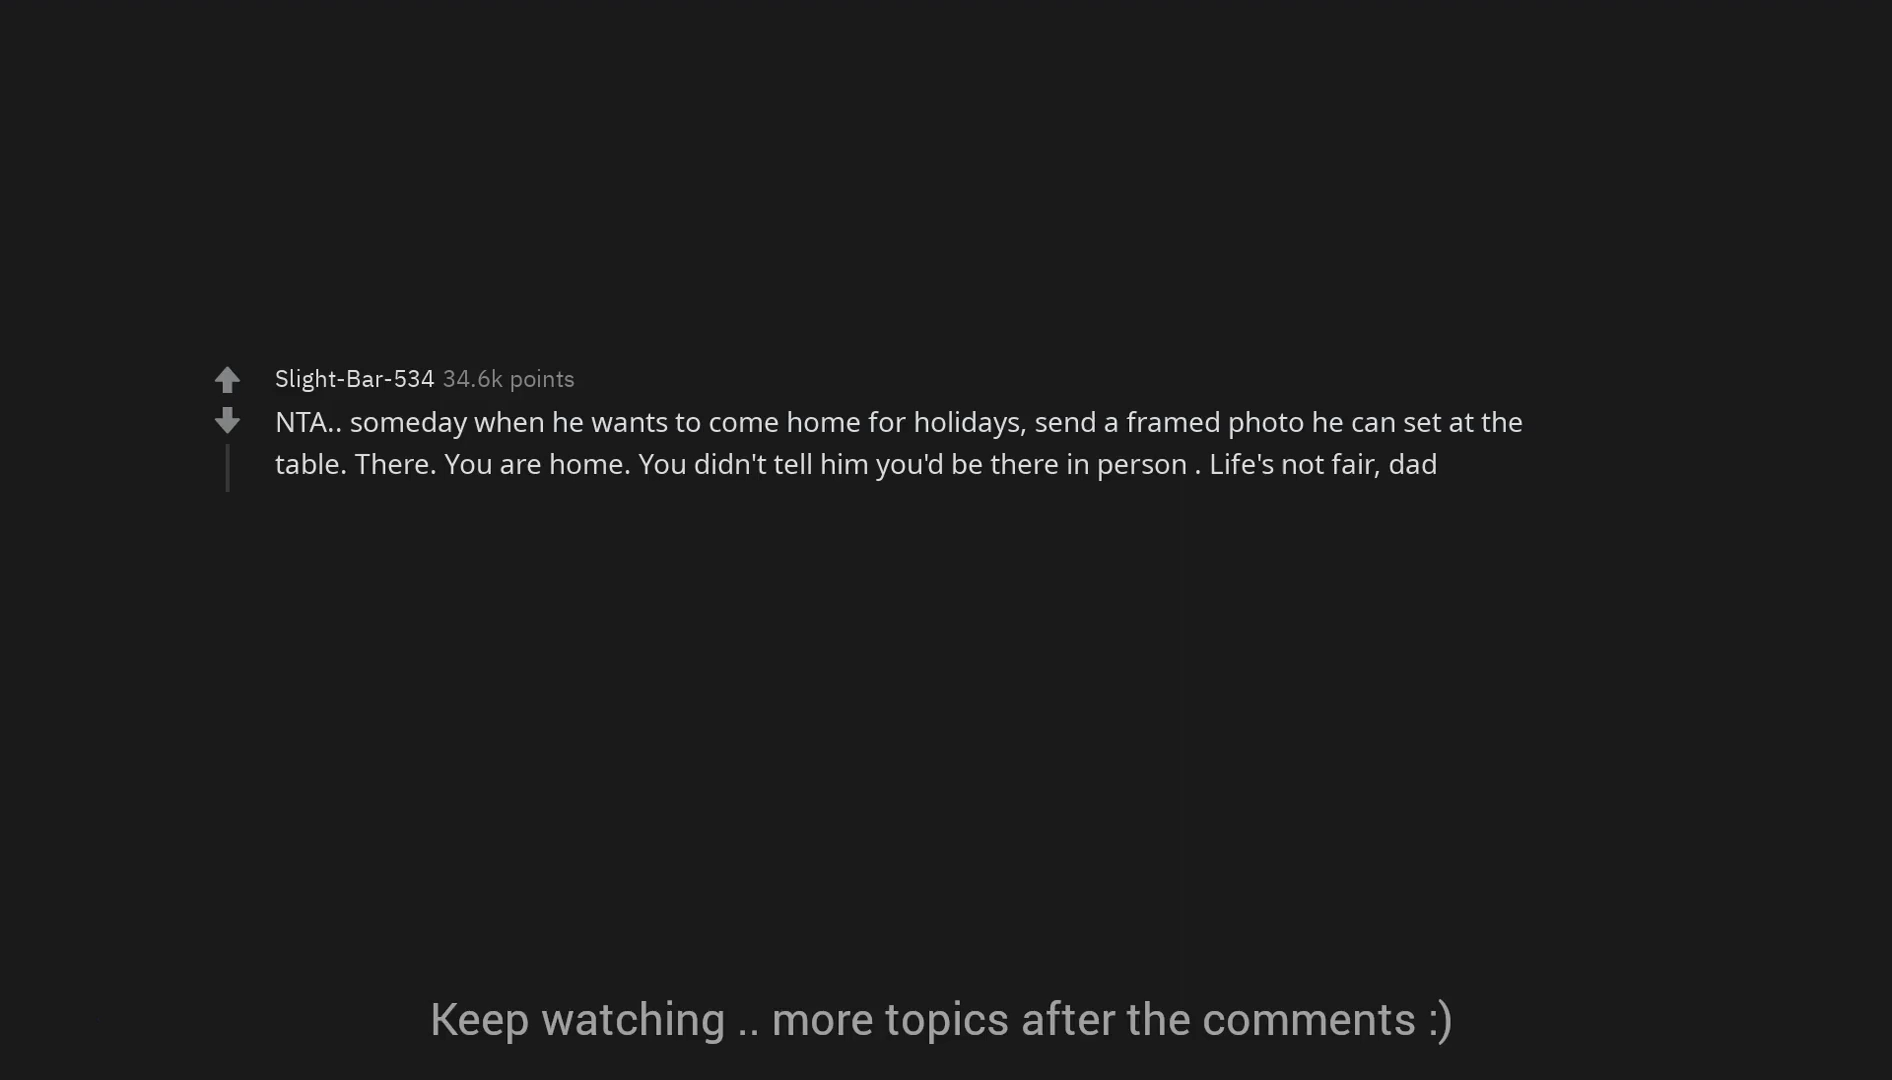 Slight-Bar-534 34.6k points
NTA.. someday when he wants to come home for holidays, send a framed photo he can set at the
table. There. You are home. You didn't tell him you'd be there in person . Life's not fair, dad
Keep watching .. more topics after the comments :)